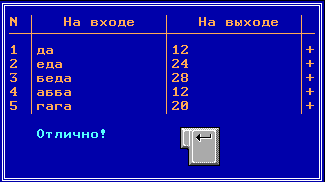 N На входе На выходе
1 да 12 +
2 еда 24 +
3 беда 28 +
4 абба 12 +
5 гага 20 +
Отлично!